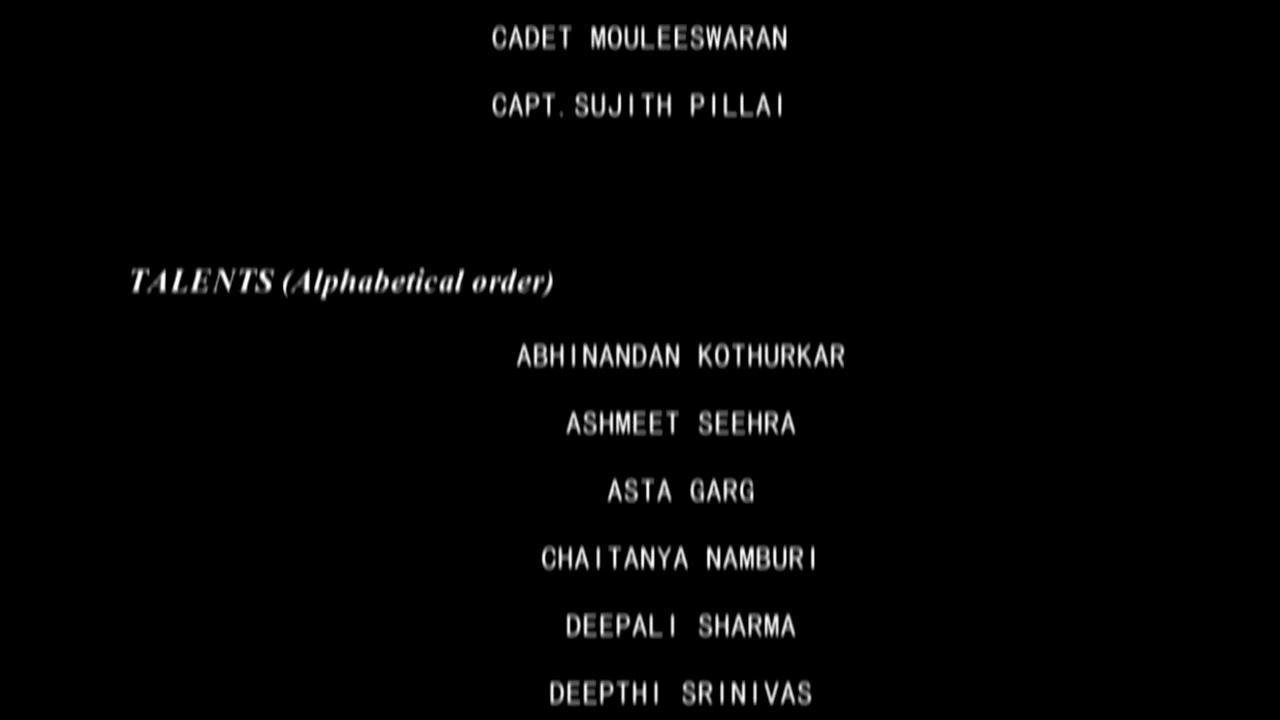 CADET MOULEESWARAN
CAPT. SUJITH PILLAI
TALENTS (Alphabetical order)
ABHINANDAN KOTHURKAR
ASHMEET SEEHRA
ASTA GARG
CHAITANYA NAMBURI
DEEPALI SHARMA
DEEPTHI SRINIVAS